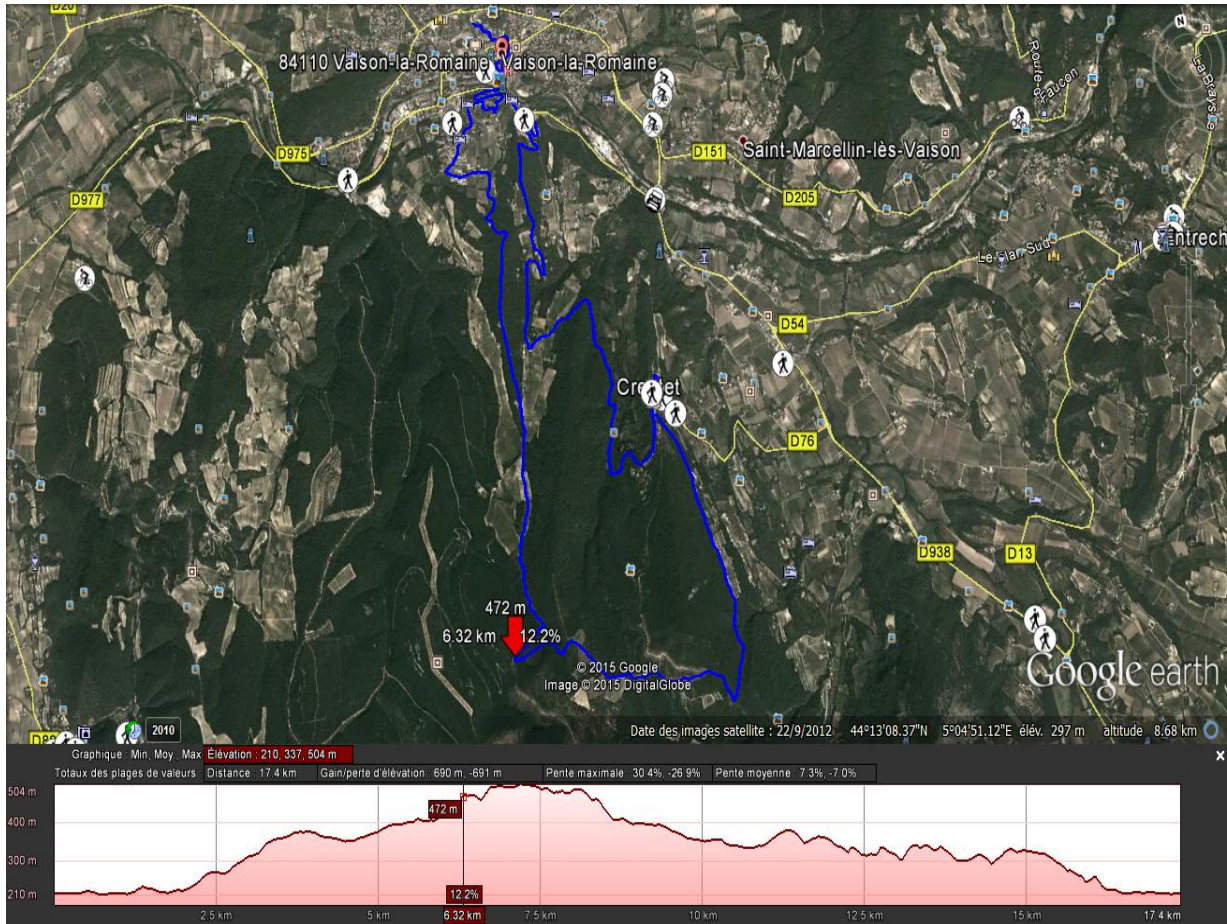 D20
84110 Vaison-la-Romaine Vaison-la-Romaine
Route de Faucon
La Braysse
D975
D151
Saint-Marcellin-lès-Vaison
D977
D205
Le Plan Sud
Entrech
D54
Crestet
D76
D938
D13
472 m
6.32 km
12.2%
© 2015 Google
Image © 2015 DigitalGlobe
Google earth
N
2010
Date des images satellite : 22/9/2012 44°13'08.37"N 5°04'51.12"E élév. 297 m altitude 8.68 km
Graphique : Min, Moy, Max Élévation : 210, 337, 504 m
Totaux des plages de valeurs : Distance : 17.4 km Gain/perte d'élévation : 690 m, -691 m Pente maximale : 30.4%, -26.9% Pente moyenne : 7.3%, -7.0%
504 m
400 m
300 m
210 m
472 m
12.2%
2.5 km
5 km
6.32 km
7.5 km
10 km
12.5 km
15 km
17.4 km